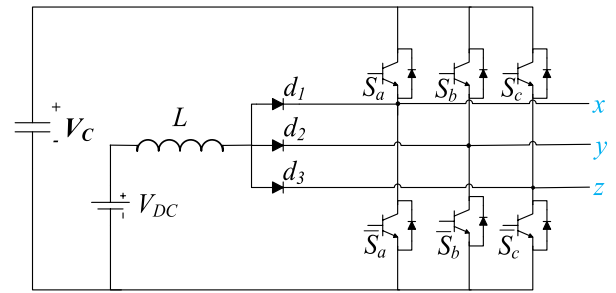 S_a S_b S_c
d_1
x
+
V_C
-
L
d_2
y
d_3
z
+
V_DC
-
S̅_a S̅_b S̅_c